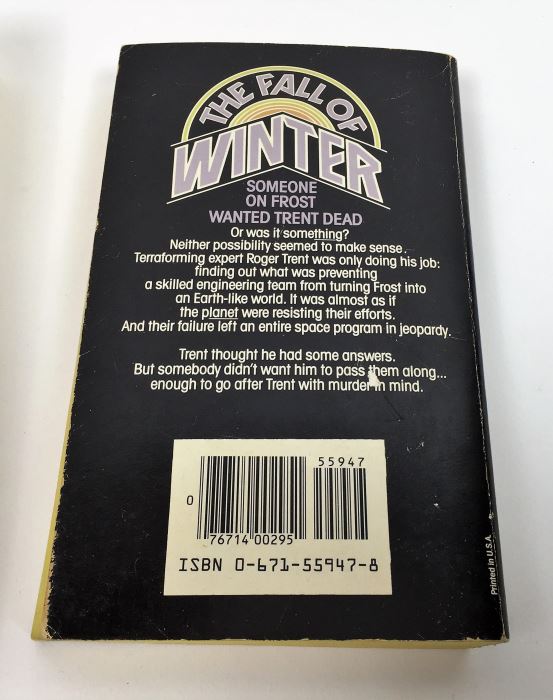 THE FALL OF
WINTER
SOMEONE
ON FROST
WANTED TRENT DEAD
Or was it something?
Neither possibility seemed to make sense.
Terraforming expert Roger Trent was only doing his job:
finding out what was preventing
a skilled engineering team from turning Frost into
an Earth-like world. It was almost as if
the planet were resisting their efforts.
And their failure left an entire space program in jeopardy.
Trent thought he had some answers.
But somebody didn't want him to pass them along...
enough to go after Trent with murder in mind.
55947
0
76714 00295
ISBN 0-671-55947-8
Printed in U.S.A.